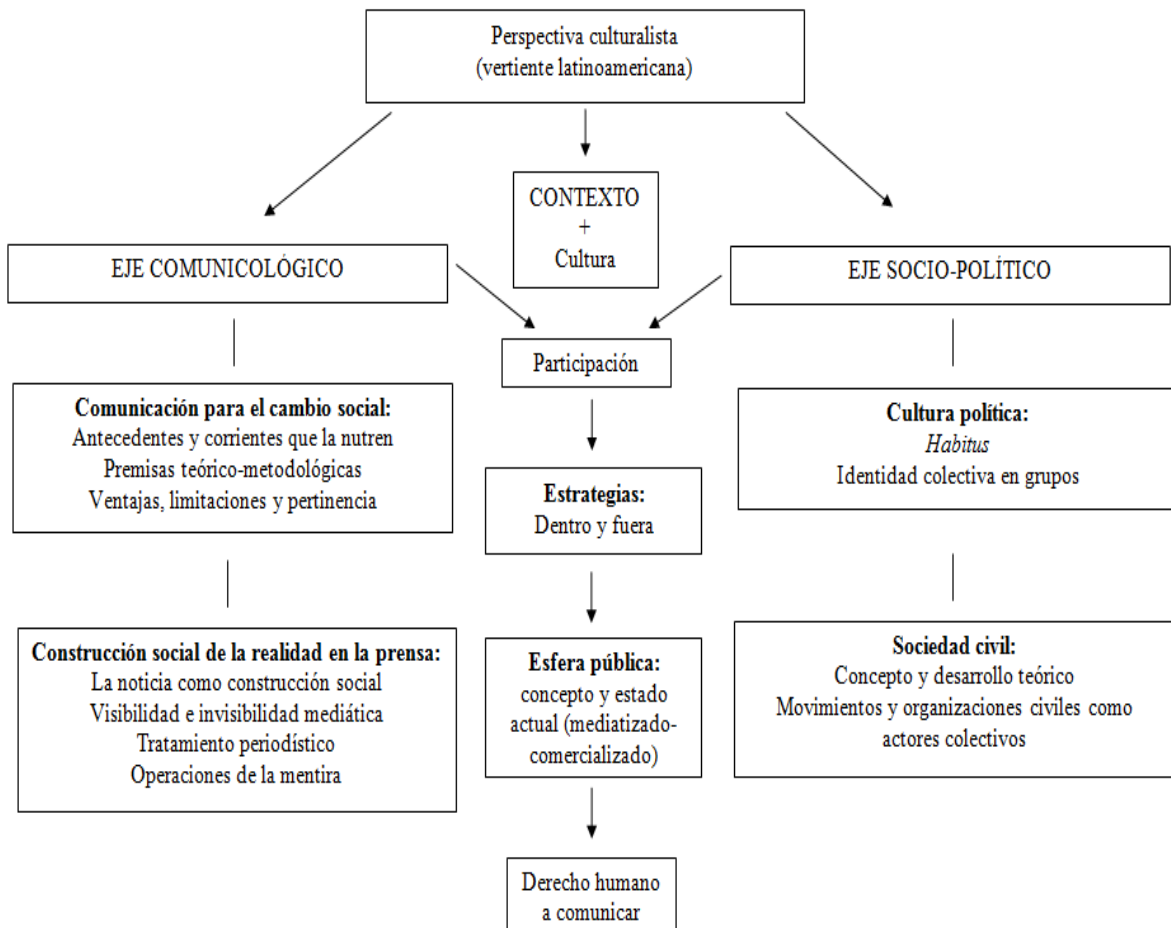 Perspectiva culturalista
(vertiente latinoamericana)
CONTEXTO
+
Cultura
EJE COMUNICOLÓGICO
EJE SOCIO-POLÍTICO
Participación
Comunicación para el cambio social:
Antecedentes y corrientes que la nutren
Premisas teórico-metodológicas
Ventajas, limitaciones y pertinencia
Estrategias:
Dentro y fuera
Cultura política:
Habitus
Identidad colectiva en grupos
Construcción social de la realidad en la prensa:
La noticia como construcción social
Visibilidad e invisibilidad mediática
Tratamiento periodístico
Operaciones de la mentira
Esfera pública:
concepto y estado
actual (mediatizado-
comercializado)
Sociedad civil:
Concepto y desarrollo teórico
Movimientos y organizaciones civiles como
actores colectivos
Derecho humano
a comunicar